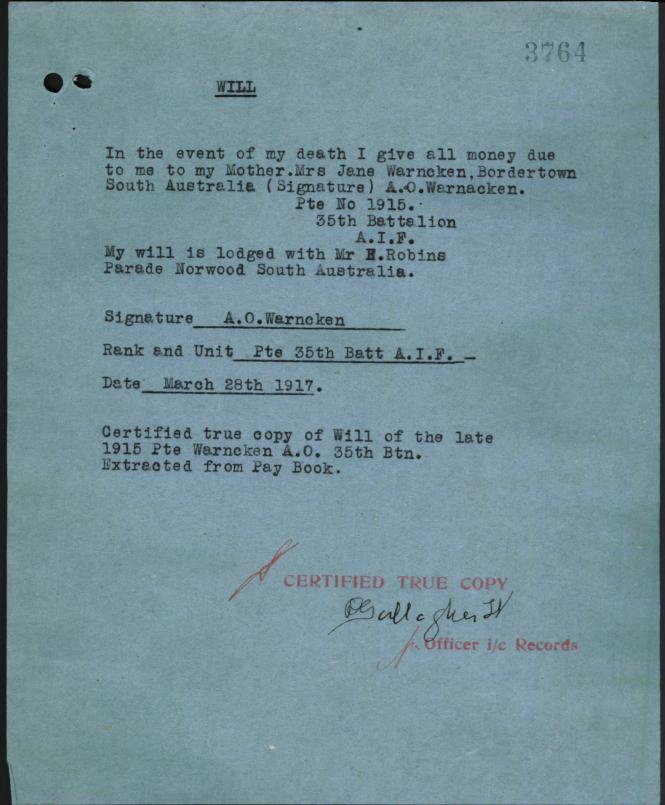 3764
WILL
In the event of my death I give all money due
to me to my Mother.Mrs Jane Warncken,Bordertown
South Australia (Signature) A.O.Warnacken.
Pte No 1915.
35th Battalion
A.I.F.
My will is lodged with Mr E.Robins
Parade Norwood South Australia.
Signature A.O.Warncken
Rank and Unit Pte 35th Batt A.I.F.
Date March 28th 1917.
Certified true copy of Will of the late
1915 Pte Warncken A.O. 35th Btn.
Extracted from Pay Book.
CERTIFIED TRUE COPY
Gallagher Lt
Officer i/c Records